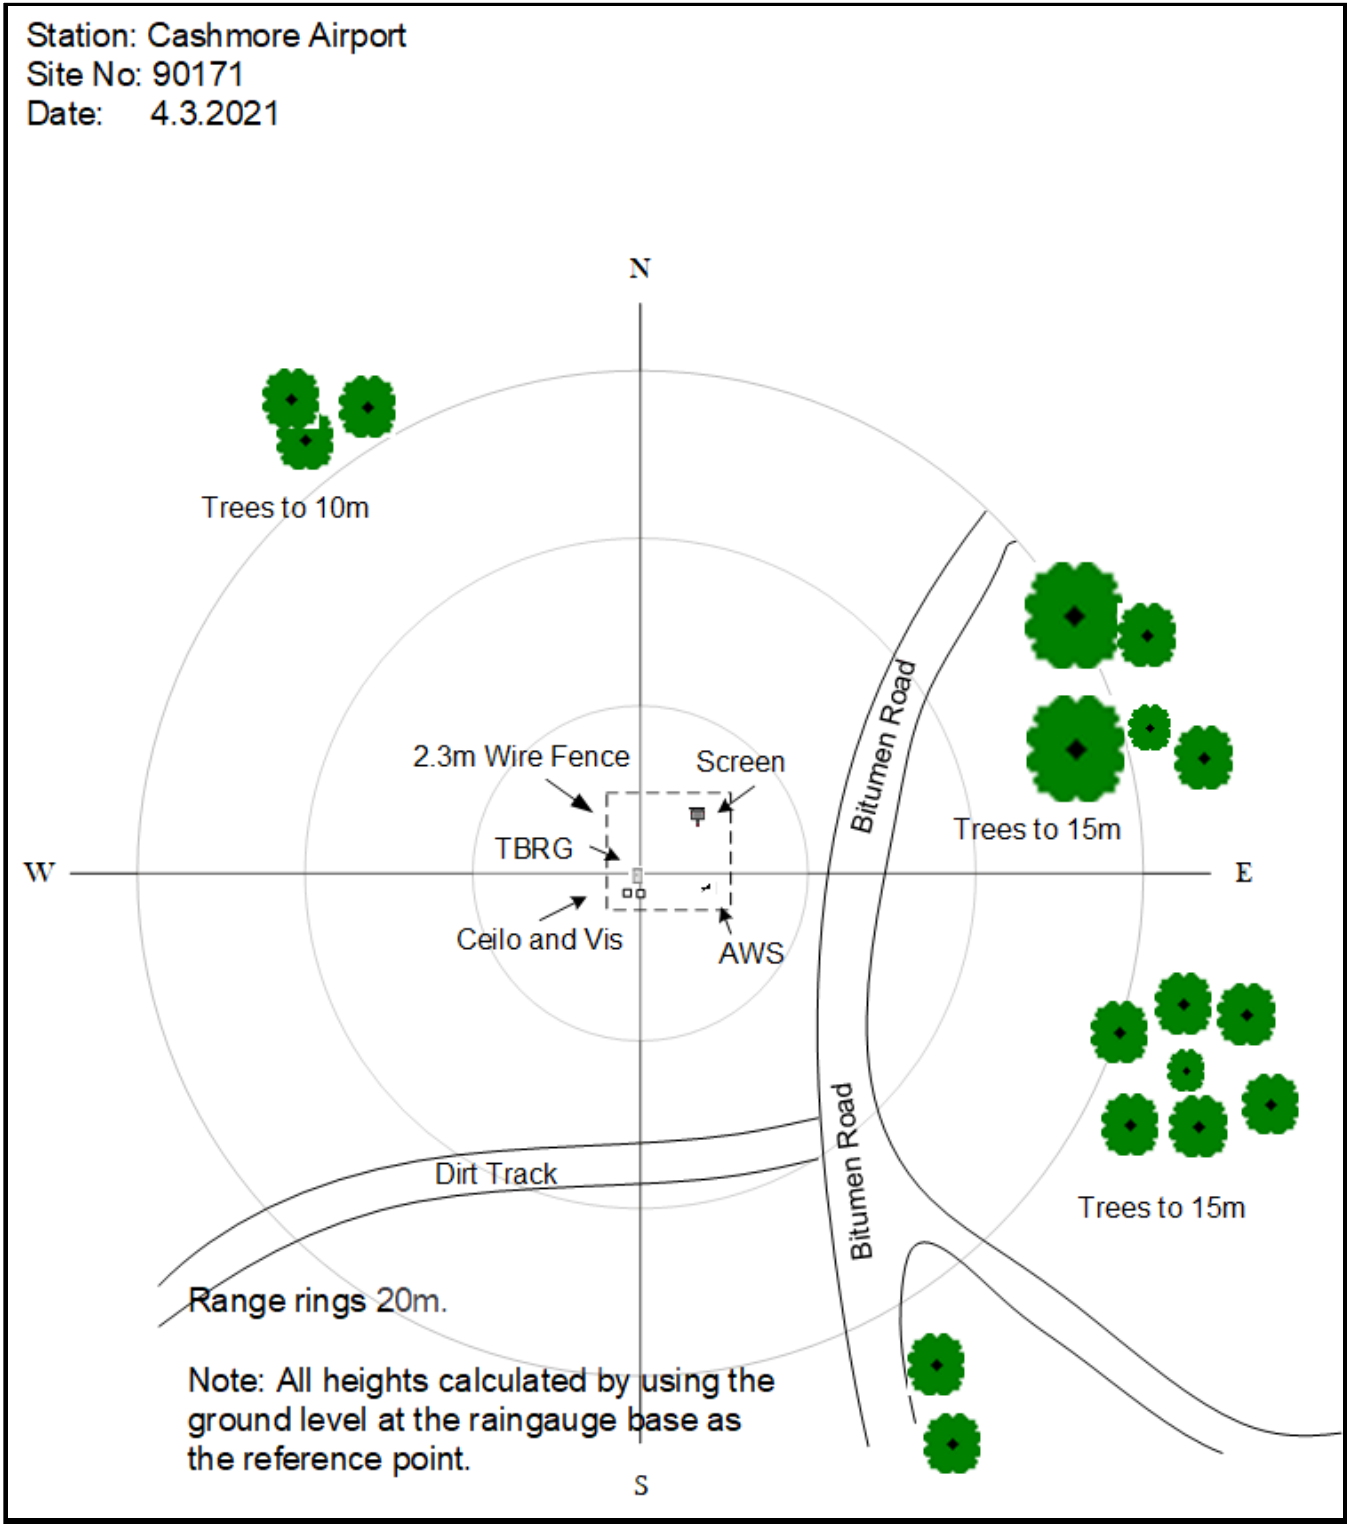 Station: Cashmore Airport
Site No: 90171
Date: 4.3.2021
N
Trees to 10m
Bitumen Road
2.3m Wire Fence
Screen
Trees to 15m
TBRG
W
E
Ceilo and Vis
AWS
Bitumen Road
Dirt Track
Trees to 15m
Range rings 20m.
Note: All heights calculated by using the
ground level at the raingauge base as
the reference point.
S